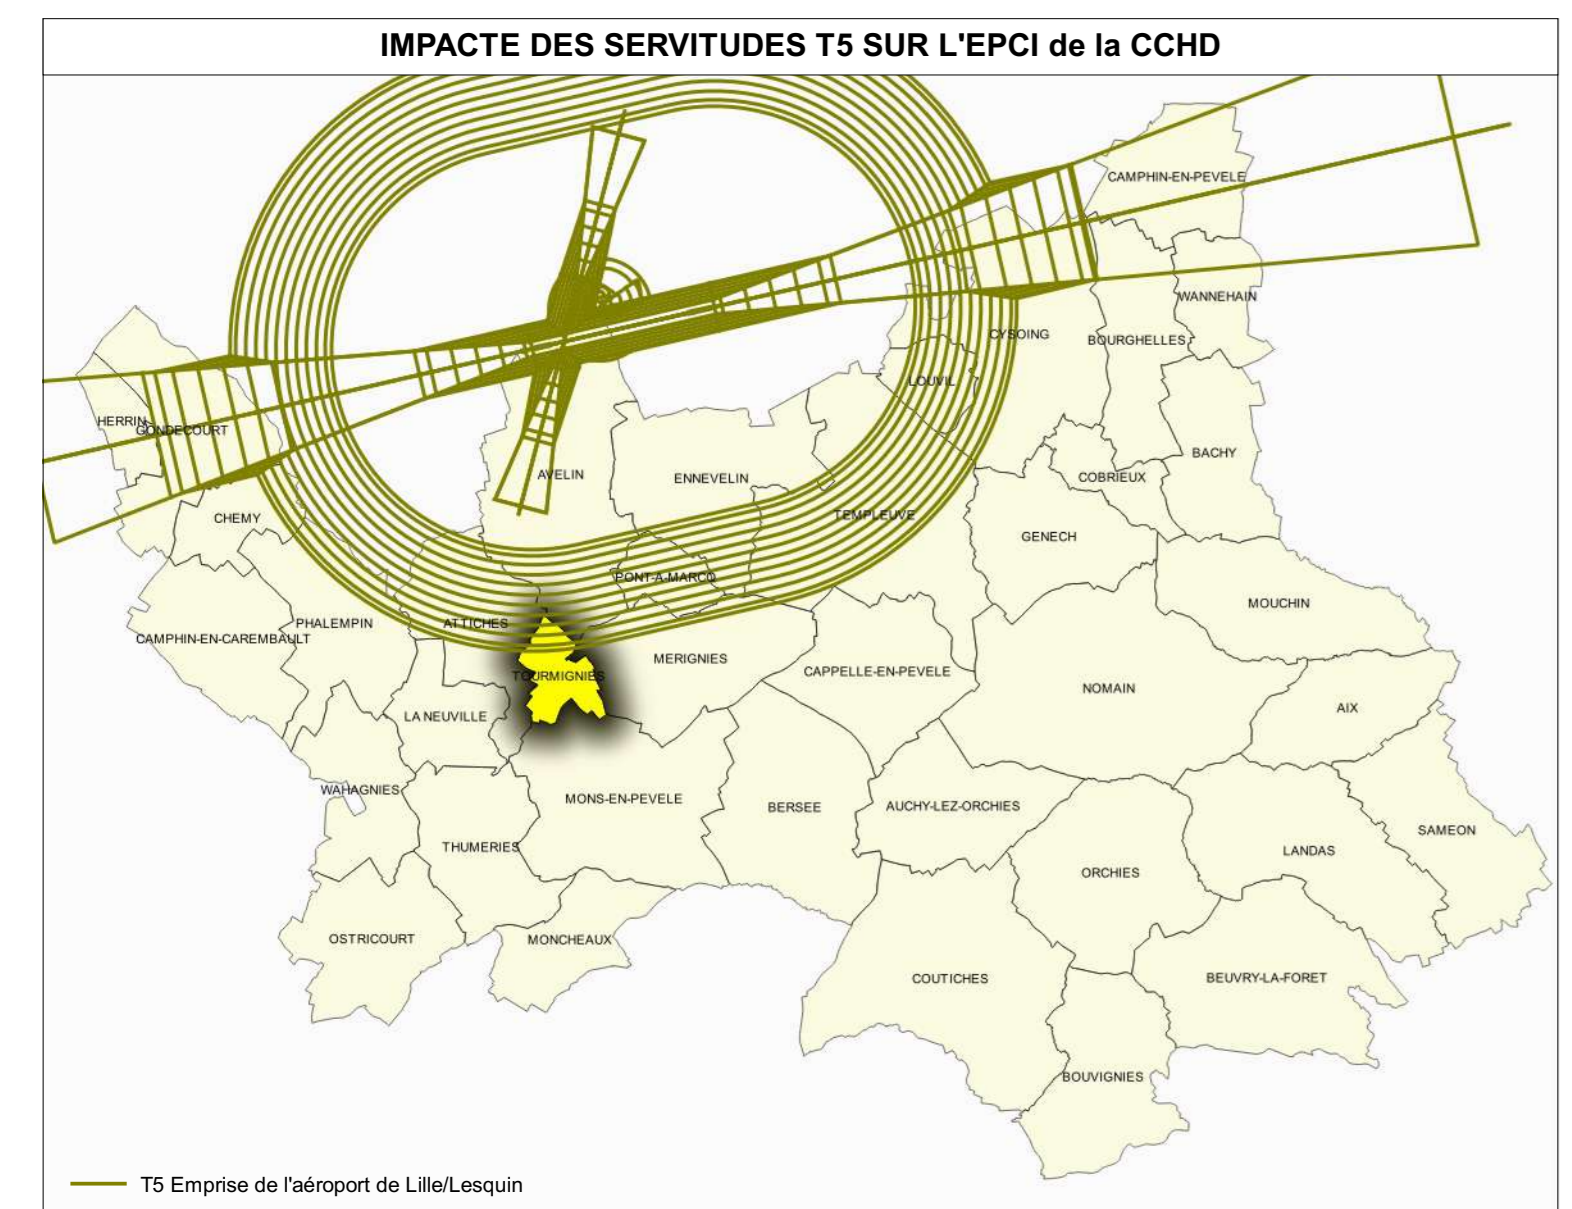 IMPACTE DES SERVITUDES T5 SUR L'EPCI de la CCHD
CAMPHIN-EN-PEVELE
WANNEHAIN
CYSOING
BOURGHELLES
LOUVIL
HERRIN
GONDECOURT
BACHY
AVELIN
ENNEVELIN
COBRIEUX
CHEMY
TEMPLEUVE
GENECH
PONT-A-MARCQ
MOUCHIN
PHALEMPIN
ATTICHES
CAMPHIN-EN-CAREMBAULT
MERIGNIES
CAPPELLE-EN-PEVELE
TOURMIGNIES
NOMAIN
AIX
LA NEUVILLE
WAHAGNIES
MONS-EN-PEVELE
BERSEE
AUCHY-LEZ-ORCHIES
SAMEON
THUMERIES
LANDAS
ORCHIES
OSTRICOURT
MONCHEAUX
COUTICHES
BEUVRY-LA-FORET
BOUVIGNIES
T5 Emprise de l'aéroport de Lille/Lesquin